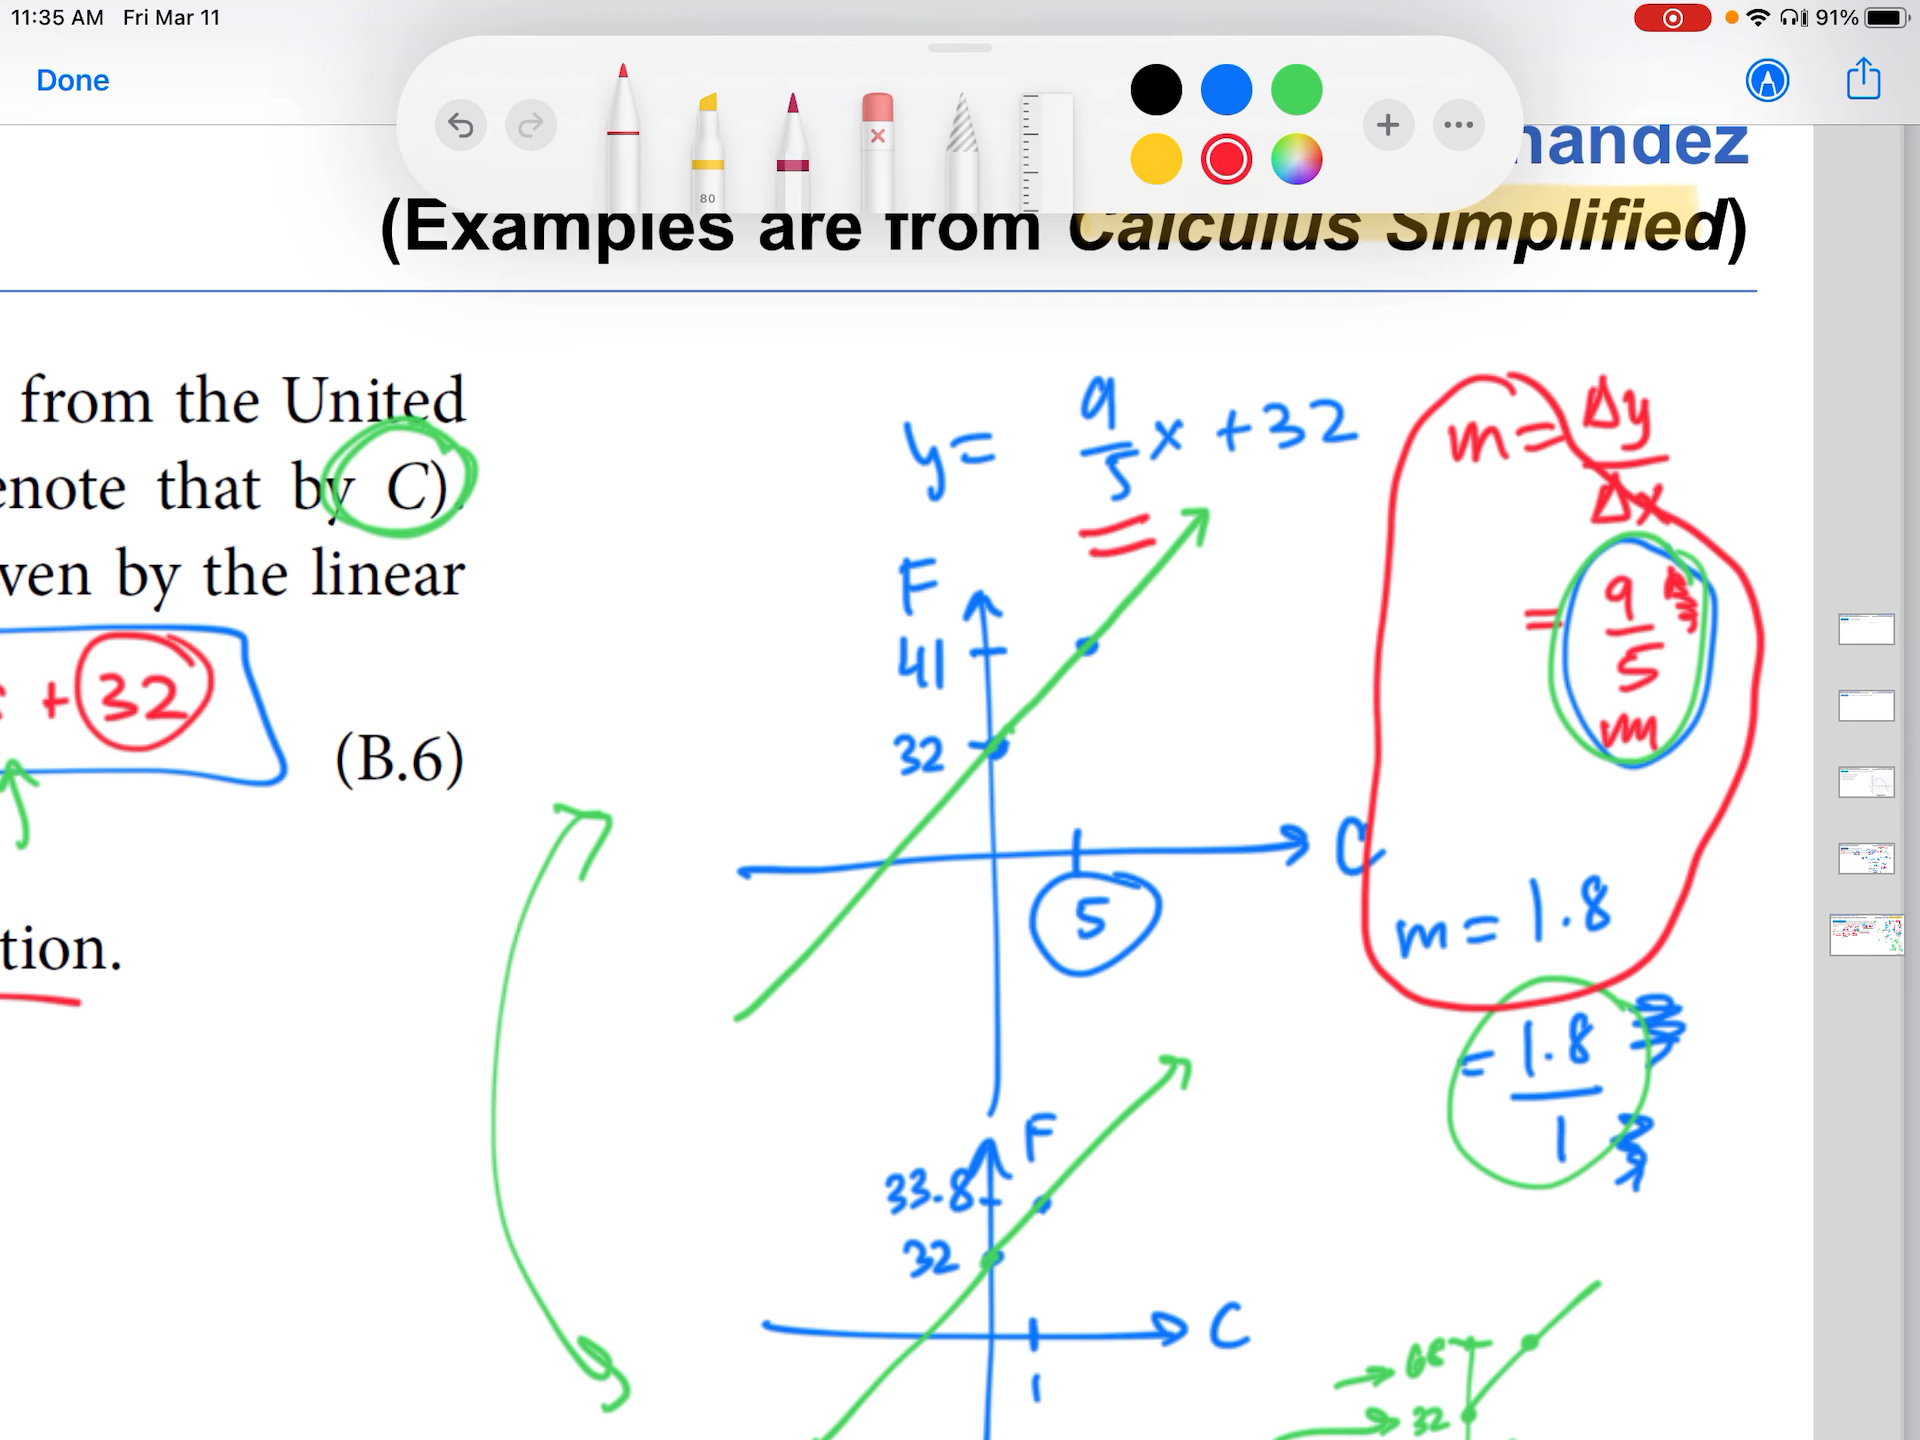 11:35 AM Fri Mar 11
91%
Done
80
nandez
(Examples are from Calculus Simplified)
from the United
enote that by C).
ven by the linear
+ 32
(B.6)
tion.
y = 9/5 x + 32
F
41
32
C
5
m = Δy/Δx
= 9/5
m = 1.8
= 1.8/1
F
33.8
32
C
1
68
32